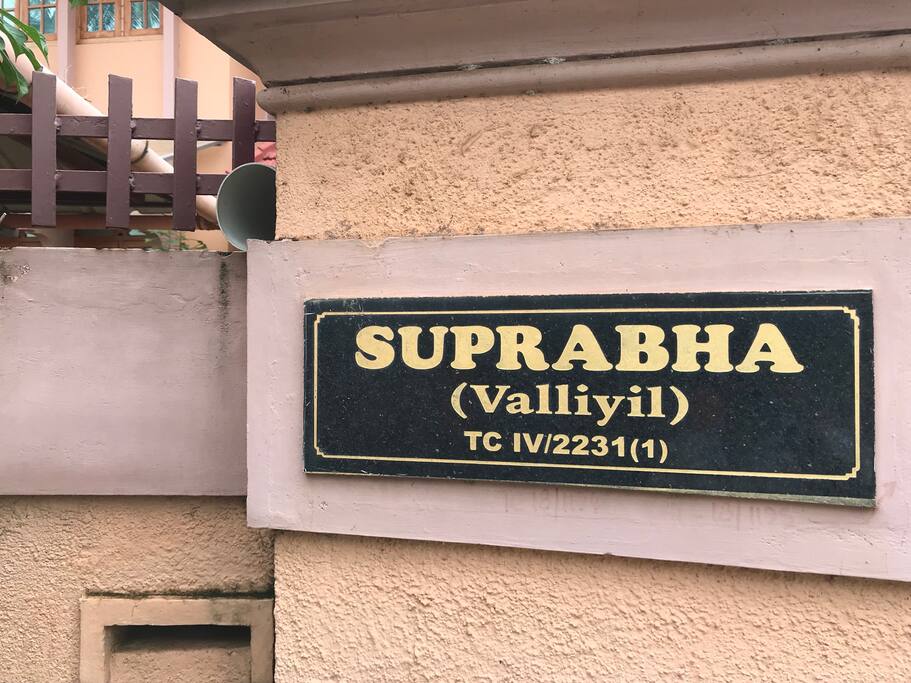 SUPRABHA
(Valliyil)
TC IV/2231(1)